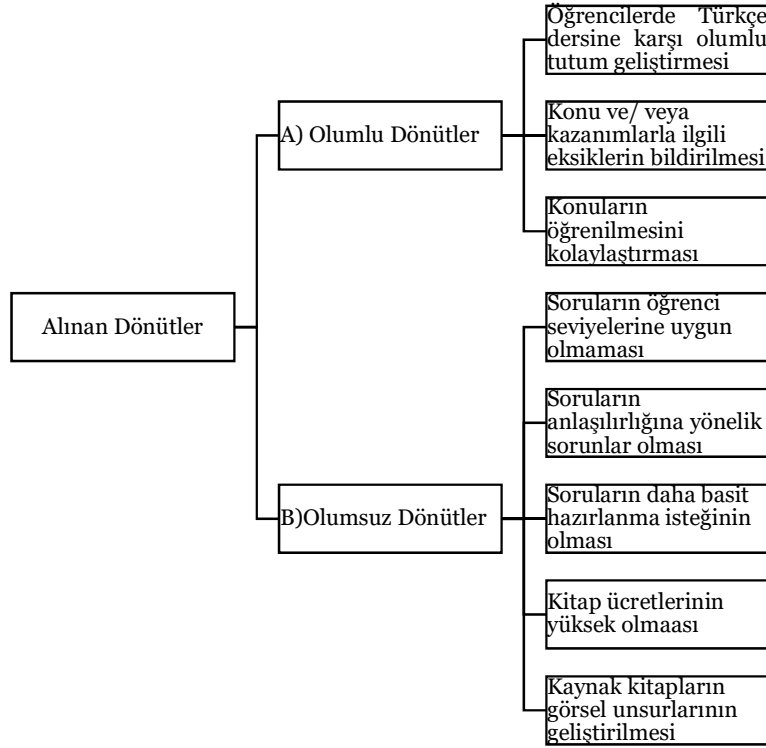 Öğrencilerde Türkçe
dersine karşı olumlu
tutum geliştirmesi
A) Olumlu Dönütler
Konu ve/ veya
kazanımlarla ilgili
eksiklerin bildirilmesi
Konuların
öğrenilmesini
kolaylaştırması
Alınan Dönütler
Soruların öğrenci
seviyelerine uygun
olmaması
Soruların
anlaşılırlığına yönelik
sorunlar olması
B)Olumsuz Dönütler
Soruların daha basit
hazırlanma isteğinin
olması
Kitap ücretlerinin
yüksek olmaası
Kaynak kitapların
görsel unsurlarının
geliştirilmesi